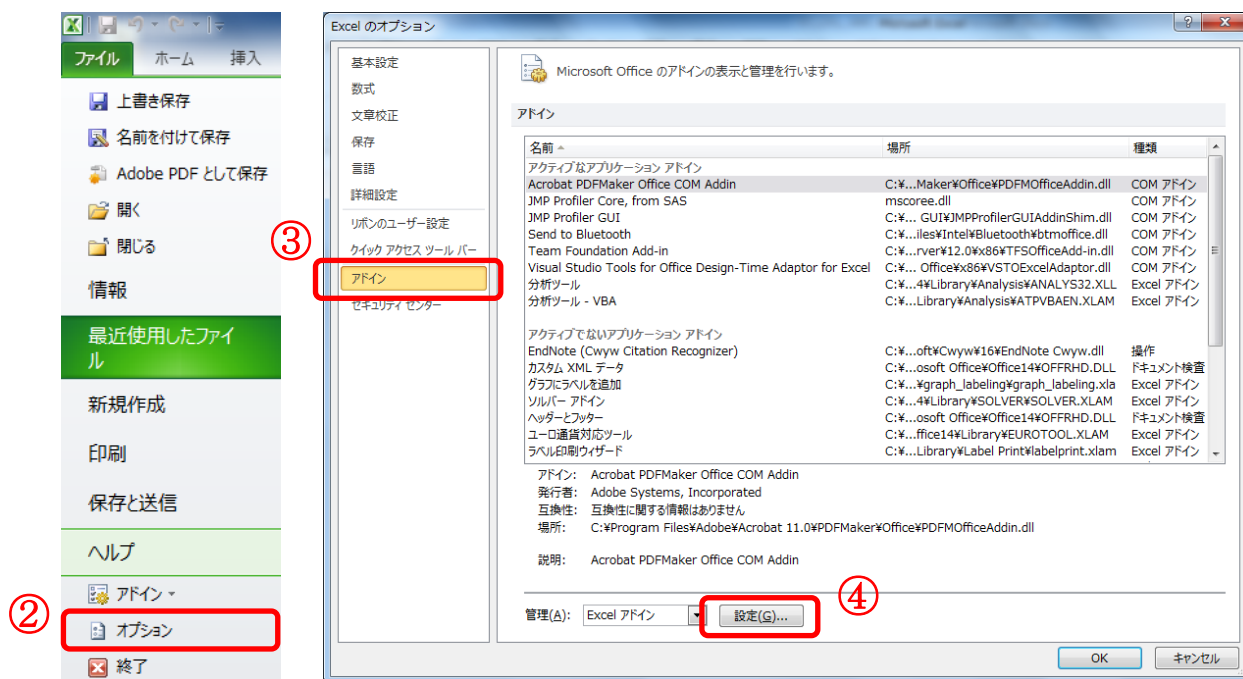 ファイル ホーム 挿入
上書き保存
名前を付けて保存
Adobe PDF として保存
開く
閉じる
情報
最近使用したファイ
ル
新規作成
印刷
保存と送信
ヘルプ
アドイン
②
オプション
終了
Excel のオプション
基本設定
数式
文章校正
保存
言語
詳細設定
リボンのユーザー設定
③
クイック アクセス ツール バー
アドイン
セキュリティ センター
Microsoft Office のアドインの表示と管理を行います。
アドイン
名前 場所 種類
アクティブなアプリケーション アドイン
Acrobat PDFMaker Office COM Addin C:¥...Maker¥Office¥PDFMOfficeAddin.dll COM アドイン
JMP Profiler Core, from SAS mscoree.dll COM アドイン
JMP Profiler GUI C:¥... GUI¥JMPProfilerGUIAddinShim.dll COM アドイン
Send to Bluetooth C:¥...iles¥Intel¥Bluetooth¥btmoffice.dll COM アドイン
Team Foundation Add-in C:¥...rver¥12.0¥x86¥TFSOfficeAdd-in.dll COM アドイン
Visual Studio Tools for Office Design-Time Adaptor for Excel C:¥... Office¥x86¥VSTOExcelAdaptor.dll COM アドイン
分析ツール C:¥...4¥Library¥Analysis¥ANALYS32.XLL Excel アドイン
分析ツール - VBA C:¥...Library¥Analysis¥ATPVBAEN.XLAM Excel アドイン
アクティブでないアプリケーション アドイン
EndNote (Cwyw Citation Recognizer) C:¥...oft¥Cwyw¥16¥EndNote Cwyw.dll 操作
カスタム XML データ C:¥...osoft Office¥Office14¥OFFRHD.DLL ドキュメント検査
グラフにラベルを追加 C:¥...¥graph_labeling¥graph_labeling.xla Excel アドイン
ソルバー アドイン C:¥...4¥Library¥SOLVER¥SOLVER.XLAM Excel アドイン
ヘッダーとフッター C:¥...osoft Office¥Office14¥OFFRHD.DLL ドキュメント検査
ユーロ通貨対応ツール C:¥...ffice14¥Library¥EUROTOOL.XLAM Excel アドイン
ラベル印刷ウィザード C:¥...Library¥Label Print¥labelprint.xlam Excel アドイン
アドイン: Acrobat PDFMaker Office COM Addin
発行者: Adobe Systems, Incorporated
互換性: 互換性に関する情報はありません
場所: C:¥Program Files¥Adobe¥Acrobat 11.0¥PDFMaker¥Office¥PDFMOfficeAddin.dll
説明: Acrobat PDFMaker Office COM Addin
④
管理(A): Excel アドイン 設定(G)...
OK キャンセル